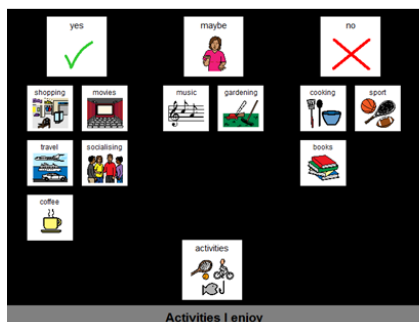 yes maybe no
shopping movies music gardening cooking sport
travel socialising books
coffee
activities
Activities I enjoy